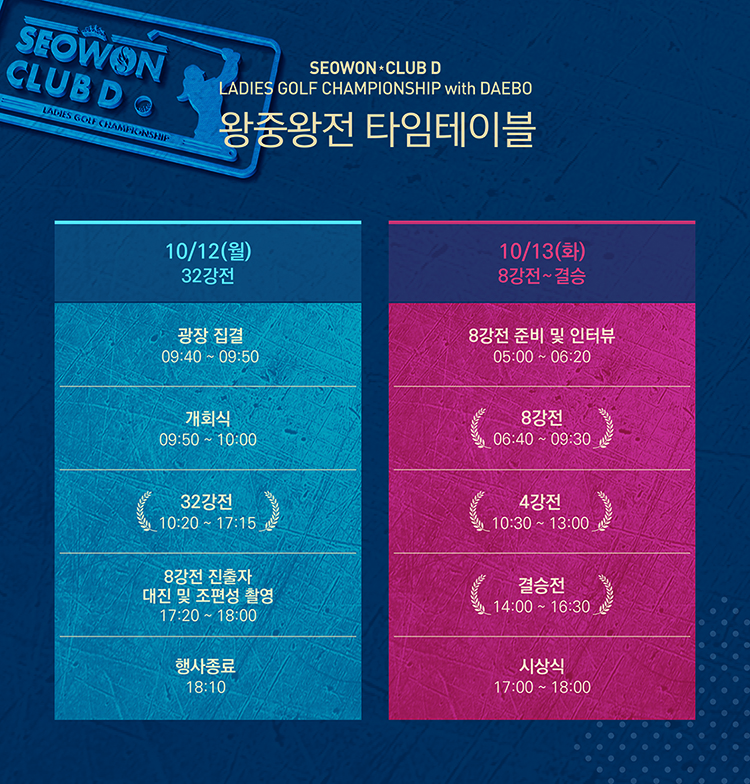 SEOWON
CLUB D
LADIES GOLF CHAMPIONSHIP
SEOWON★CLUB D
LADIES GOLF CHAMPIONSHIP with DAEBO
왕중왕전 타임테이블
10/12(월)
32강전
광장 집결
09:40 ~ 09:50
개회식
09:50 ~ 10:00
32강전
10:20 ~ 17:15
8강전 진출자
대진 및 조편성 촬영
17:20 ~ 18:00
행사종료
18:10
10/13(화)
8강전~결승
8강전 준비 및 인터뷰
05:00 ~ 06:20
8강전
06:40 ~ 09:30
4강전
10:30 ~ 13:00
결승전
14:00 ~ 16:30
시상식
17:00 ~ 18:00